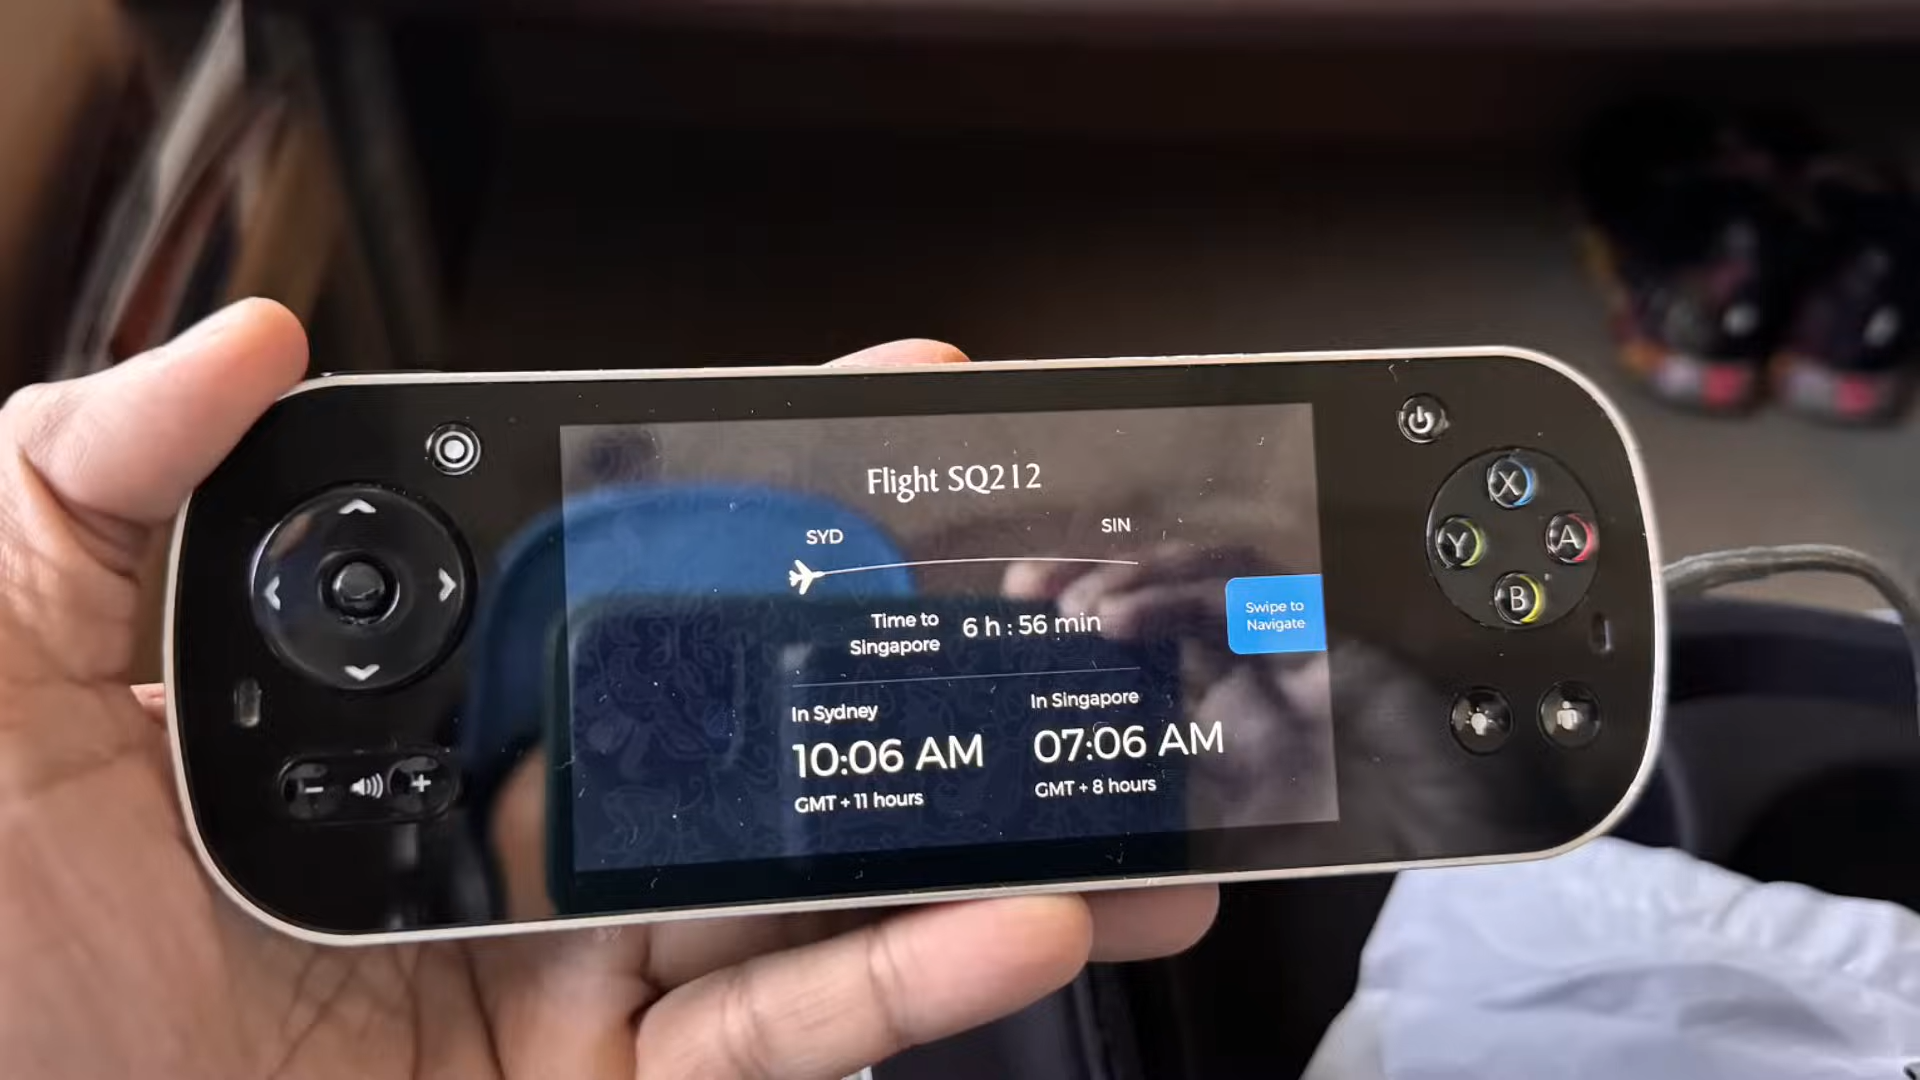 Flight SQ212
SYD
SIN
Time to
Singapore
6 h : 56 min
Swipe to
Navigate
In Sydney
10:06 AM
GMT + 11 hours
In Singapore
07:06 AM
GMT + 8 hours
X
Y
A
B
- +